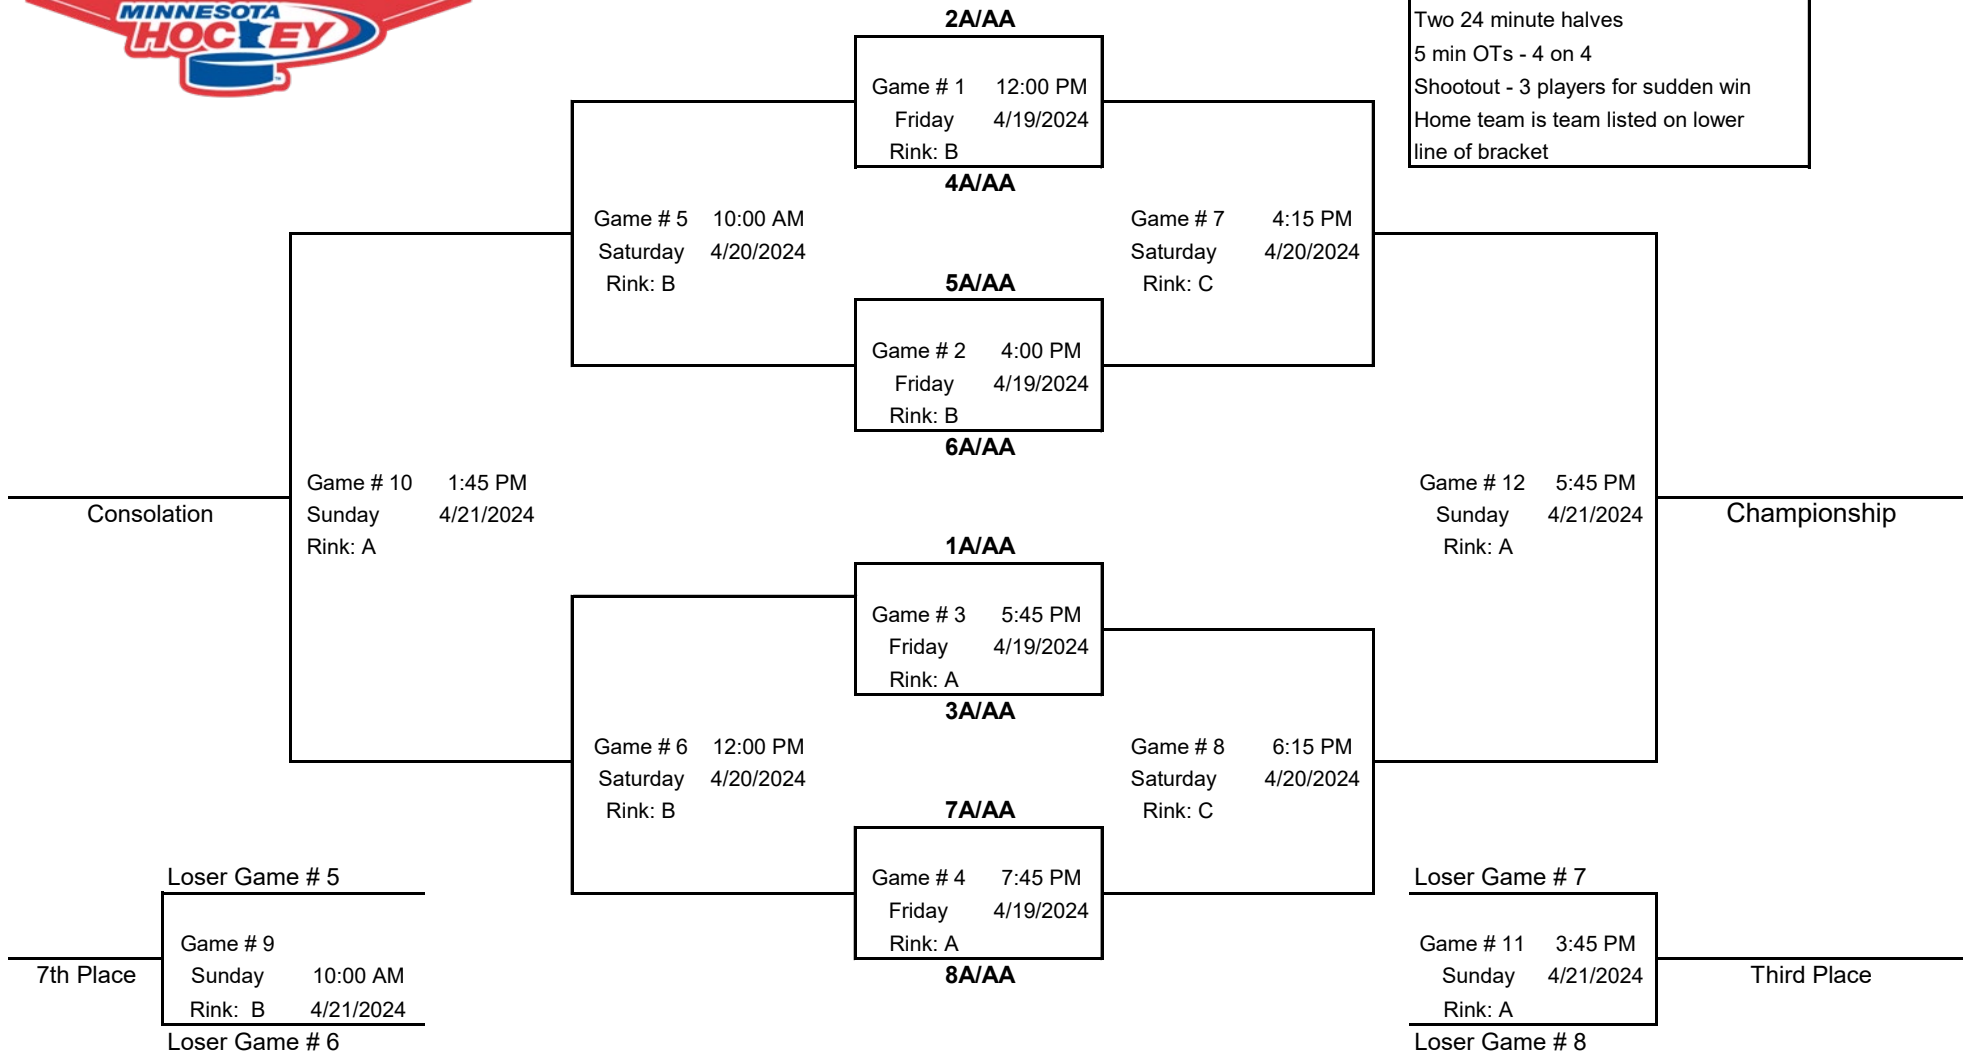 MINNESOTA
HOCKEY
2A/AA
Two 24 minute halves
5 min OTs - 4 on 4
Shootout - 3 players for sudden win
Home team is team listed on lower
line of bracket
Game # 1 12:00 PM
Friday 4/19/2024
Rink: B
4A/AA
Game # 5 10:00 AM
Saturday 4/20/2024
Rink: B
Game # 7 4:15 PM
Saturday 4/20/2024
Rink: C
5A/AA
Game # 2 4:00 PM
Friday 4/19/2024
Rink: B
6A/AA
Game # 10 1:45 PM
Sunday 4/21/2024
Rink: A
Consolation
Game # 12 5:45 PM
Sunday 4/21/2024
Rink: A
Championship
1A/AA
Game # 3 5:45 PM
Friday 4/19/2024
Rink: A
3A/AA
Game # 6 12:00 PM
Saturday 4/20/2024
Rink: B
Game # 8 6:15 PM
Saturday 4/20/2024
Rink: C
7A/AA
Game # 4 7:45 PM
Friday 4/19/2024
Rink: A
8A/AA
Loser Game # 5
Game # 9
Sunday 10:00 AM
Rink: B 4/21/2024
Loser Game # 6
7th Place
Loser Game # 7
Game # 11 3:45 PM
Sunday 4/21/2024
Rink: A
Loser Game # 8
Third Place